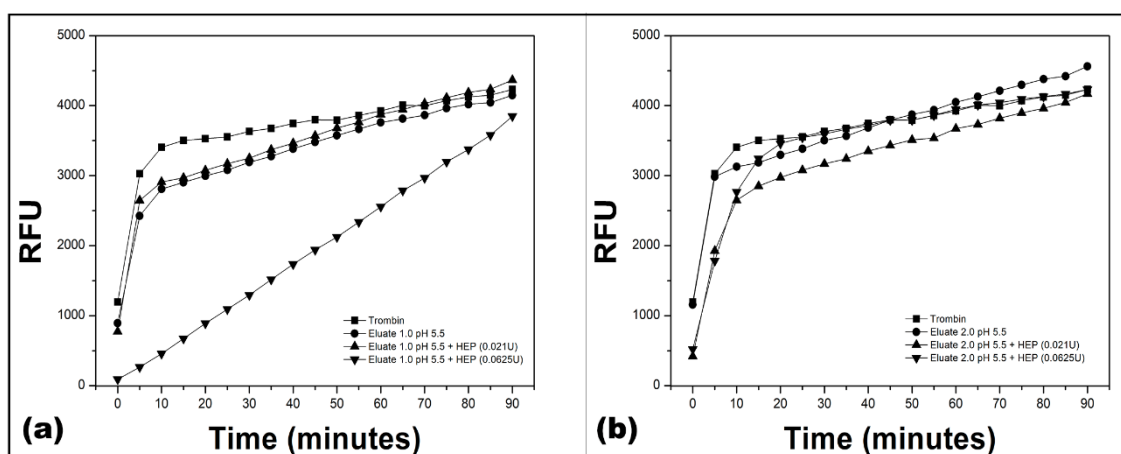 5000
4000
3000
2000
1000
0
RFU
Trombin
Eluate 1.0 pH 5.5
Eluate 1.0 pH 5.5 + HEP (0.021U)
Eluate 1.0 pH 5.5 + HEP (0.0625U)
0 10 20 30 40 50 60 70 80 90
(a)
Time (minutes)
5000
4000
3000
2000
1000
0
RFU
Trombin
Eluate 2.0 pH 5.5
Eluate 2.0 pH 5.5 + HEP (0.021U)
Eluate 2.0 pH 5.5 + HEP (0.0625U)
0 10 20 30 40 50 60 70 80 90
(b)
Time (minutes)